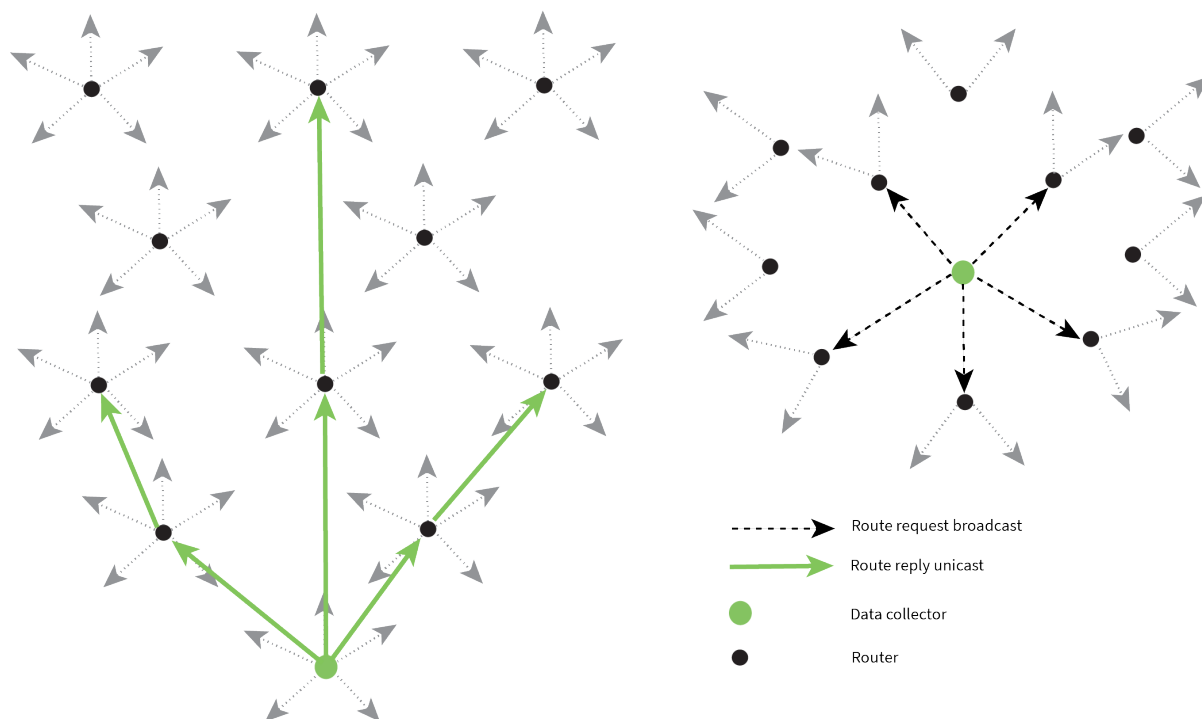 Route request broadcast
Route reply unicast
Data collector
Router